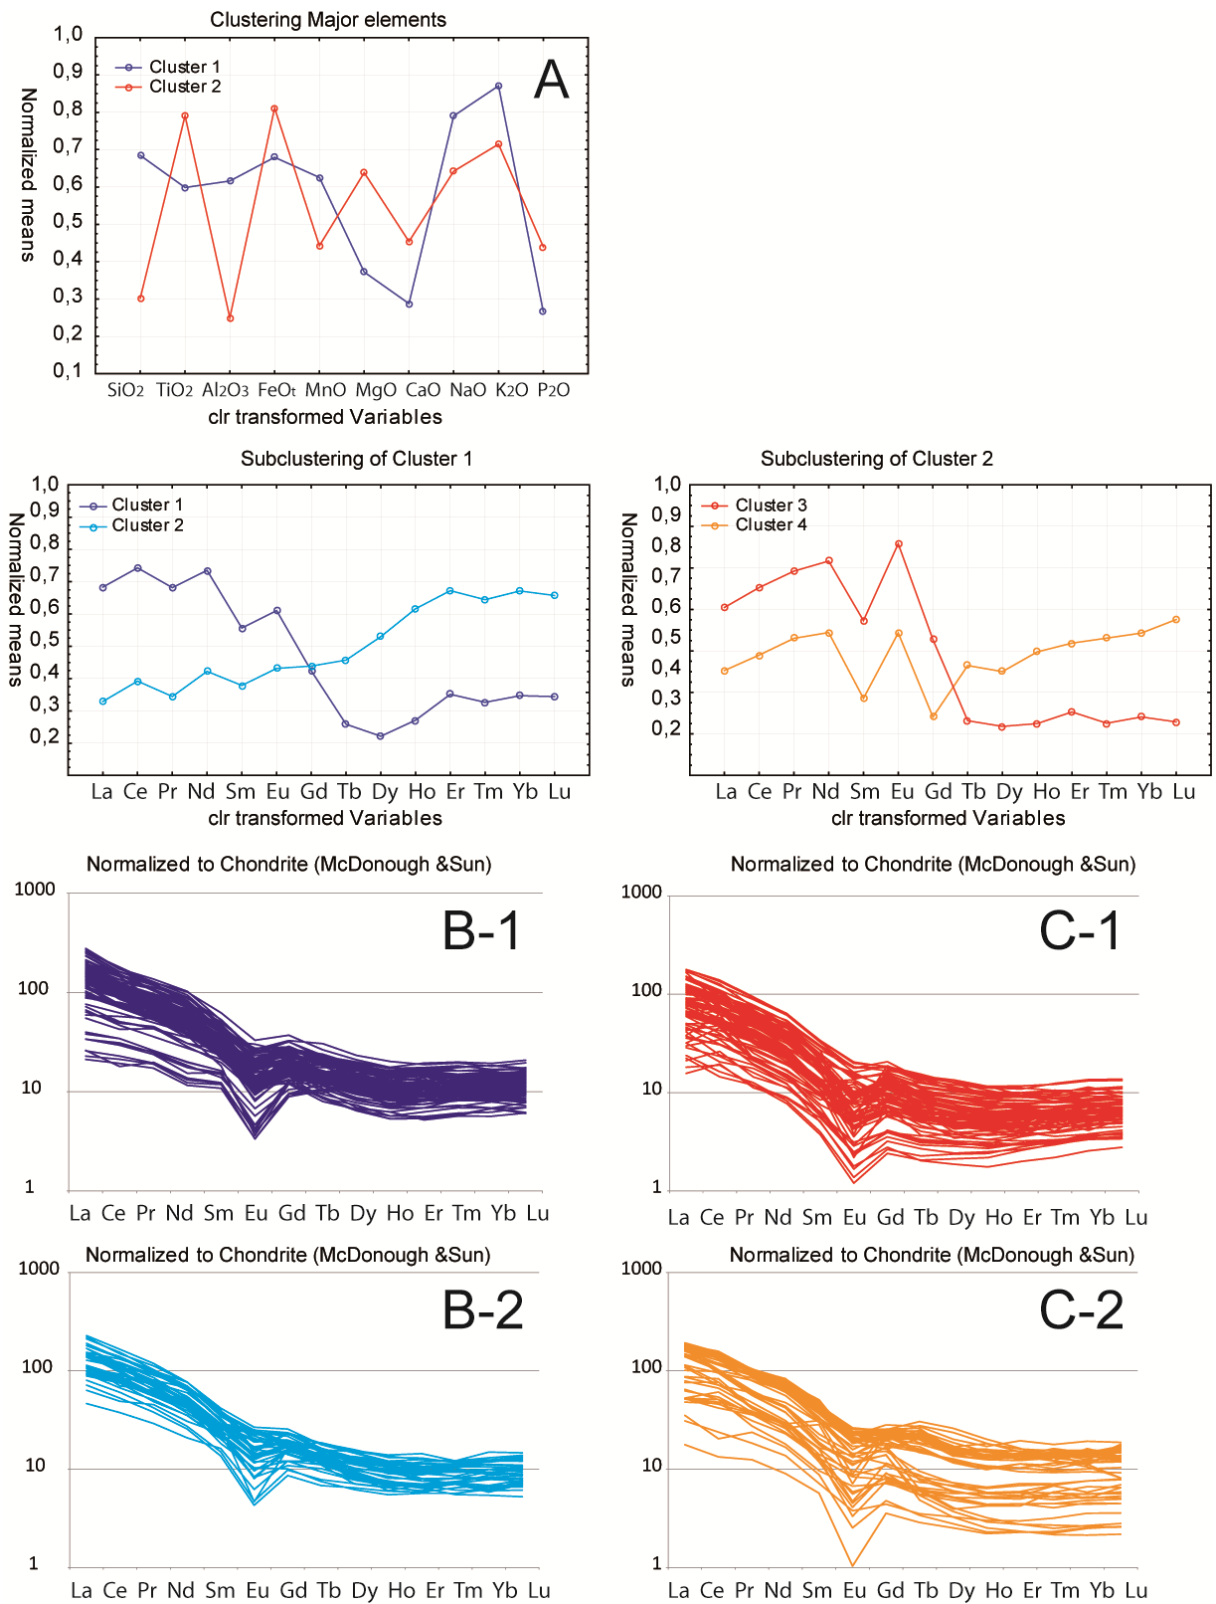 Clustering Major elements
1,0
0,9
0,8
0,7
0,6
0,5
0,4
0,3
0,2
0,1
Normalized means
Cluster 1
Cluster 2
A
SiO2 TiO2 Al2O3 FeOt MnO MgO CaO NaO K2O P2O
clr transformed Variables
Subclustering of Cluster 1
1,0
0,9
0,8
0,7
0,6
0,5
0,4
0,3
0,2
Normalized means
Cluster 1
Cluster 2
La Ce Pr Nd Sm Eu Gd Tb Dy Ho Er Tm Yb Lu
clr transformed Variables
Subclustering of Cluster 2
1,0
0,9
0,8
0,7
0,6
0,5
0,4
0,3
0,2
Normalized means
Cluster 3
Cluster 4
La Ce Pr Nd Sm Eu Gd Tb Dy Ho Er Tm Yb Lu
clr transformed Variables
Normalized to Chondrite (McDonough &Sun)
1000
100
10
1
B-1
La Ce Pr Nd Sm Eu Gd Tb Dy Ho Er Tm Yb Lu
Normalized to Chondrite (McDonough &Sun)
1000
100
10
1
C-1
La Ce Pr Nd Sm Eu Gd Tb Dy Ho Er Tm Yb Lu
Normalized to Chondrite (McDonough &Sun)
1000
100
10
1
B-2
La Ce Pr Nd Sm Eu Gd Tb Dy Ho Er Tm Yb Lu
Normalized to Chondrite (McDonough &Sun)
1000
100
10
1
C-2
La Ce Pr Nd Sm Eu Gd Tb Dy Ho Er Tm Yb Lu